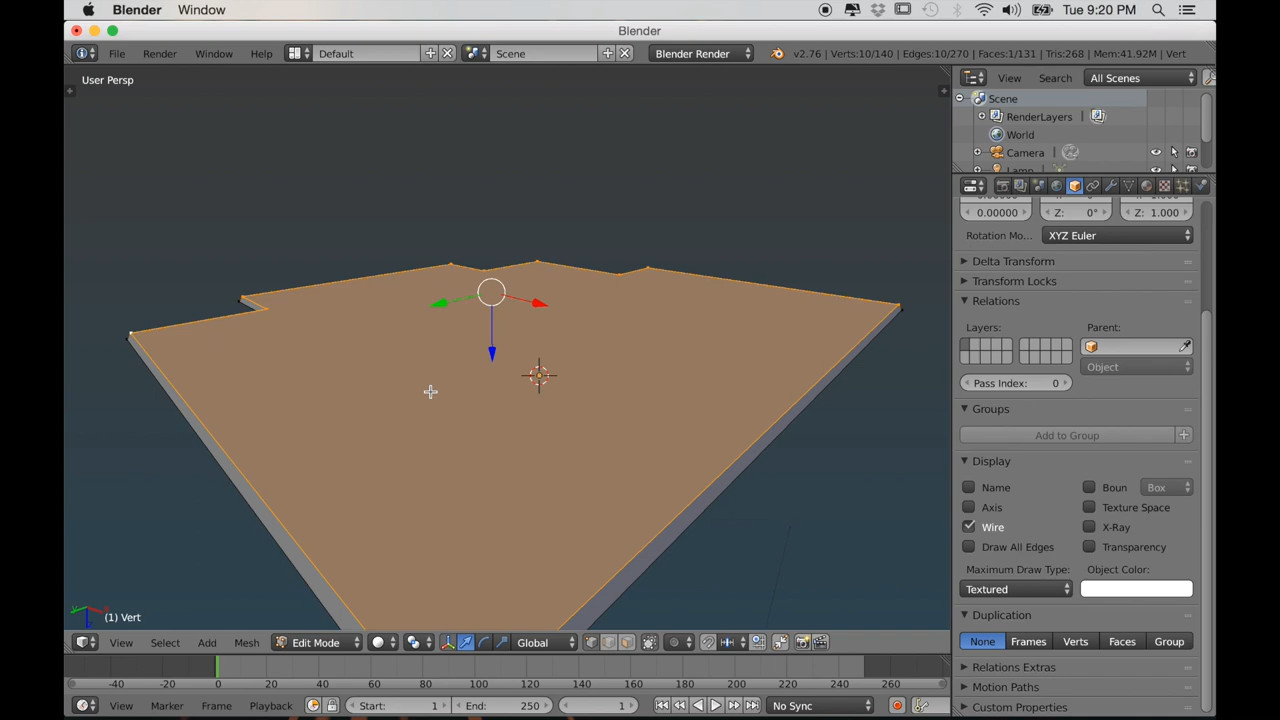 Blender Window Tue 9:20 PM
Blender
File Render Window Help Default Scene Blender Render v2.76 | Verts:10/140 | Edges:10/270 | Faces:1/131 | Tris:268 | Mem:41.92M | Vert
User Persp
View Search All Scenes
Scene
RenderLayers
World
Camera
0.00000 Z: 0° Z: 1.000
Rotation Mo... XYZ Euler
Delta Transform
Transform Locks
Relations
Layers: Parent:
Object
Pass Index: 0
Groups
Add to Group
Display
Name Boun Box
Axis Texture Space
Wire X-Ray
Draw All Edges Transparency
Maximum Draw Type: Object Color:
Textured
Duplication
None Frames Verts Faces Group
Relations Extras
Motion Paths
Custom Properties
(1) Vert
View Select Add Mesh Edit Mode Global
-40 -20 0 20 40 60 80 100 120 140 160 180 200 220 240 260
View Marker Frame Playback Start: 1 End: 250 1 No Sync